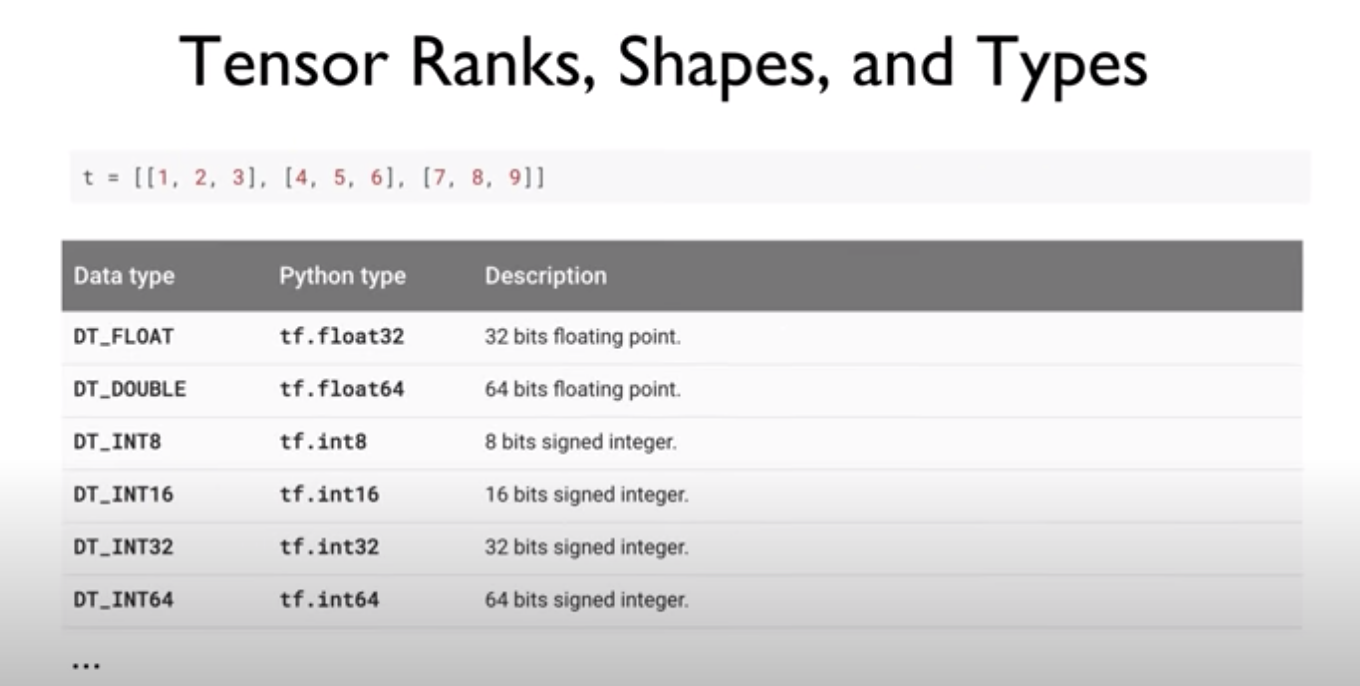 Tensor Ranks, Shapes, and Types
t = [[1, 2, 3], [4, 5, 6], [7, 8, 9]]
Data type Python type Description
DT_FLOAT tf.float32 32 bits floating point.
DT_DOUBLE tf.float64 64 bits floating point.
DT_INT8 tf.int8 8 bits signed integer.
DT_INT16 tf.int16 16 bits signed integer.
DT_INT32 tf.int32 32 bits signed integer.
DT_INT64 tf.int64 64 bits signed integer.
...